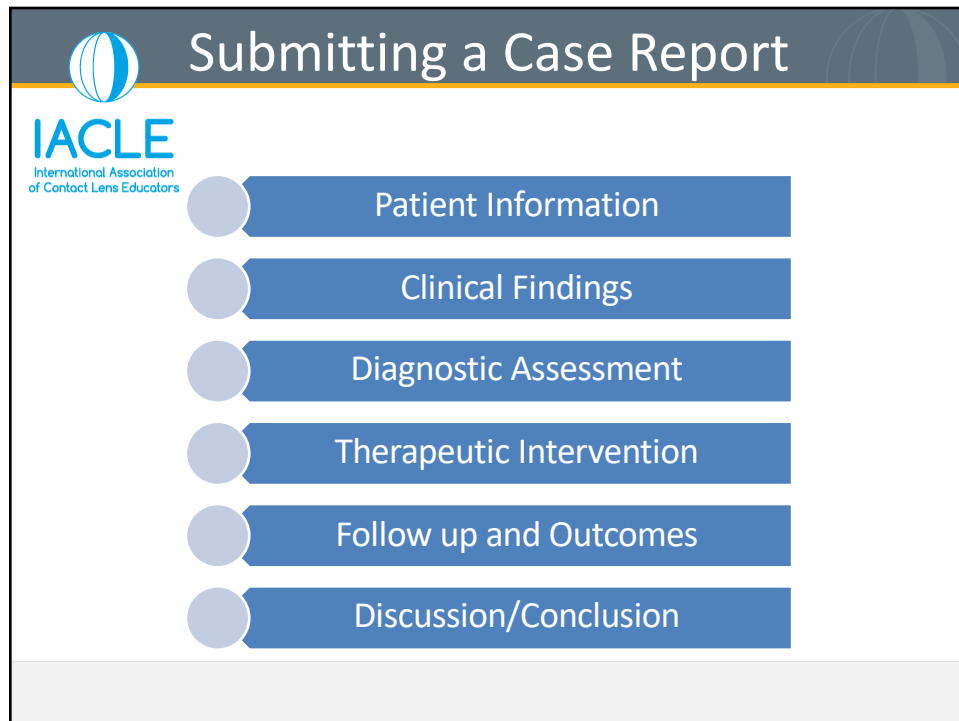 Submitting a Case Report
IACLE
International Association
of Contact Lens Educators
Patient Information
Clinical Findings
Diagnostic Assessment
Therapeutic Intervention
Follow up and Outcomes
Discussion/Conclusion